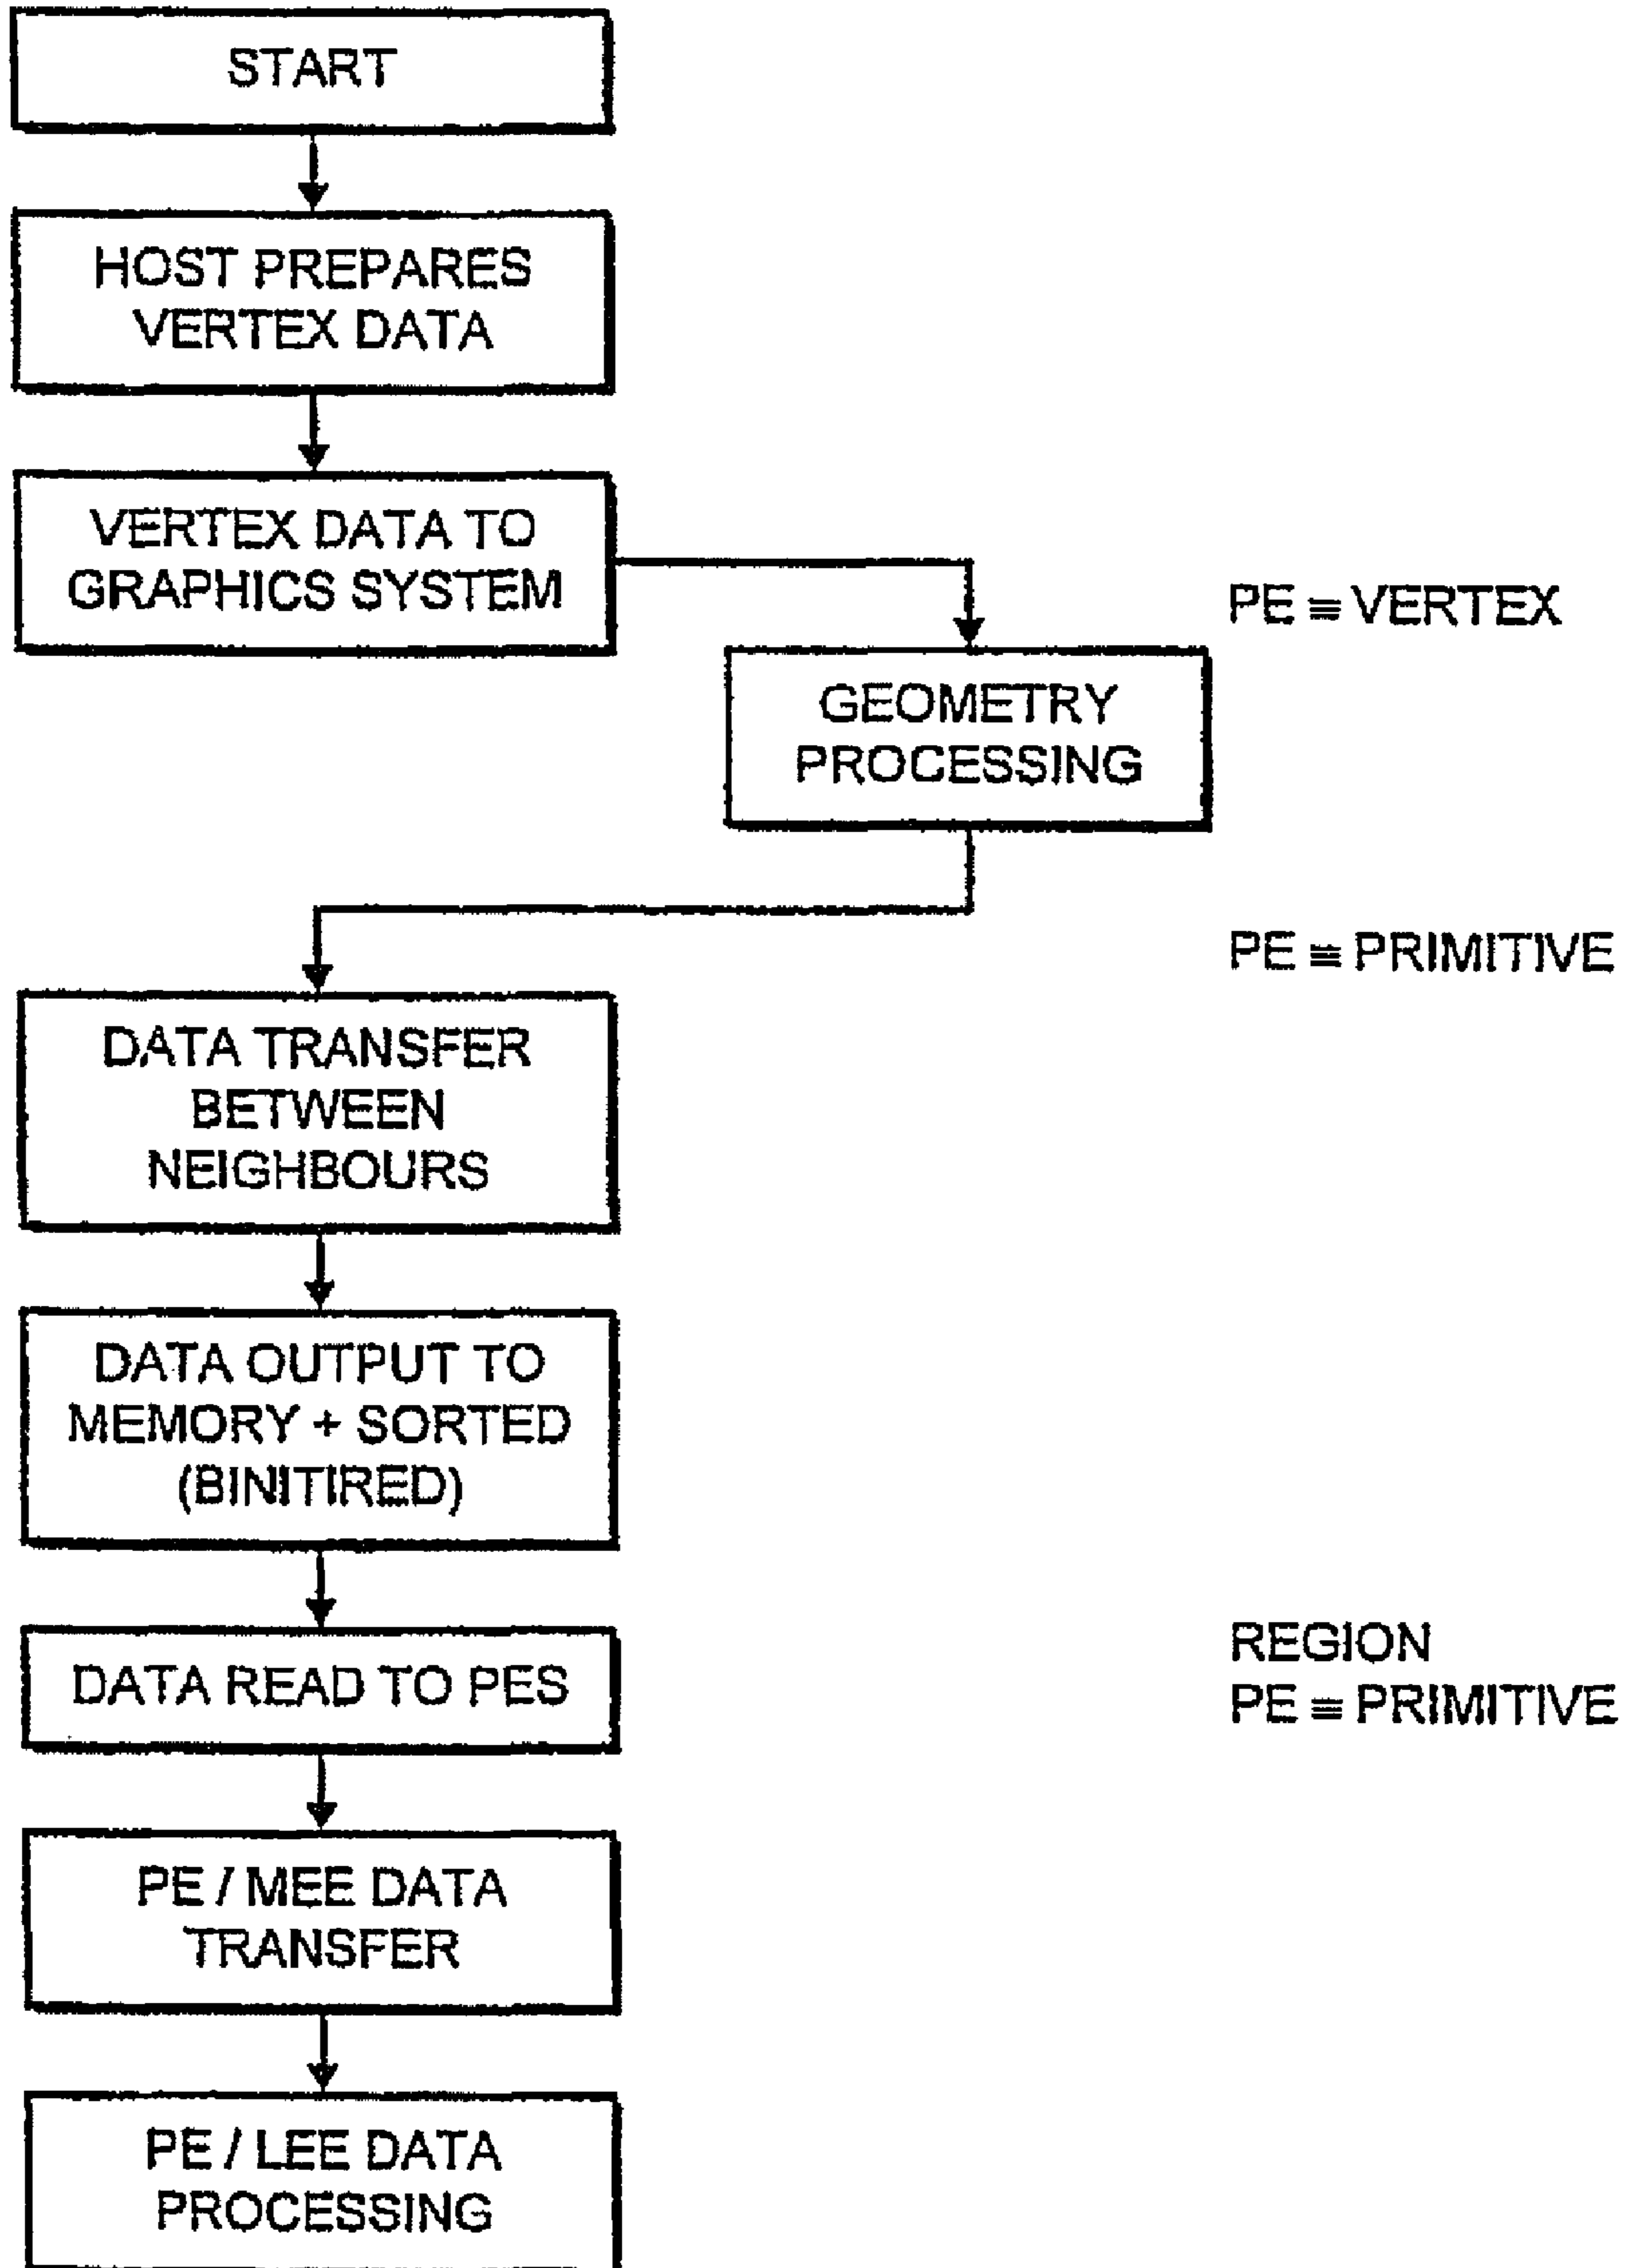 START
HOST PREPARES
VERTEX DATA
VERTEX DATA TO
GRAPHICS SYSTEM
PE ≡ VERTEX
GEOMETRY
PROCESSING
PE ≡ PRIMITIVE
DATA TRANSFER
BETWEEN
NEIGHBOURS
DATA OUTPUT TO
MEMORY + SORTED
(BINITIRED)
DATA READ TO PES
REGION
PE ≡ PRIMITIVE
PE / MEE DATA
TRANSFER
PE / LEE DATA
PROCESSING